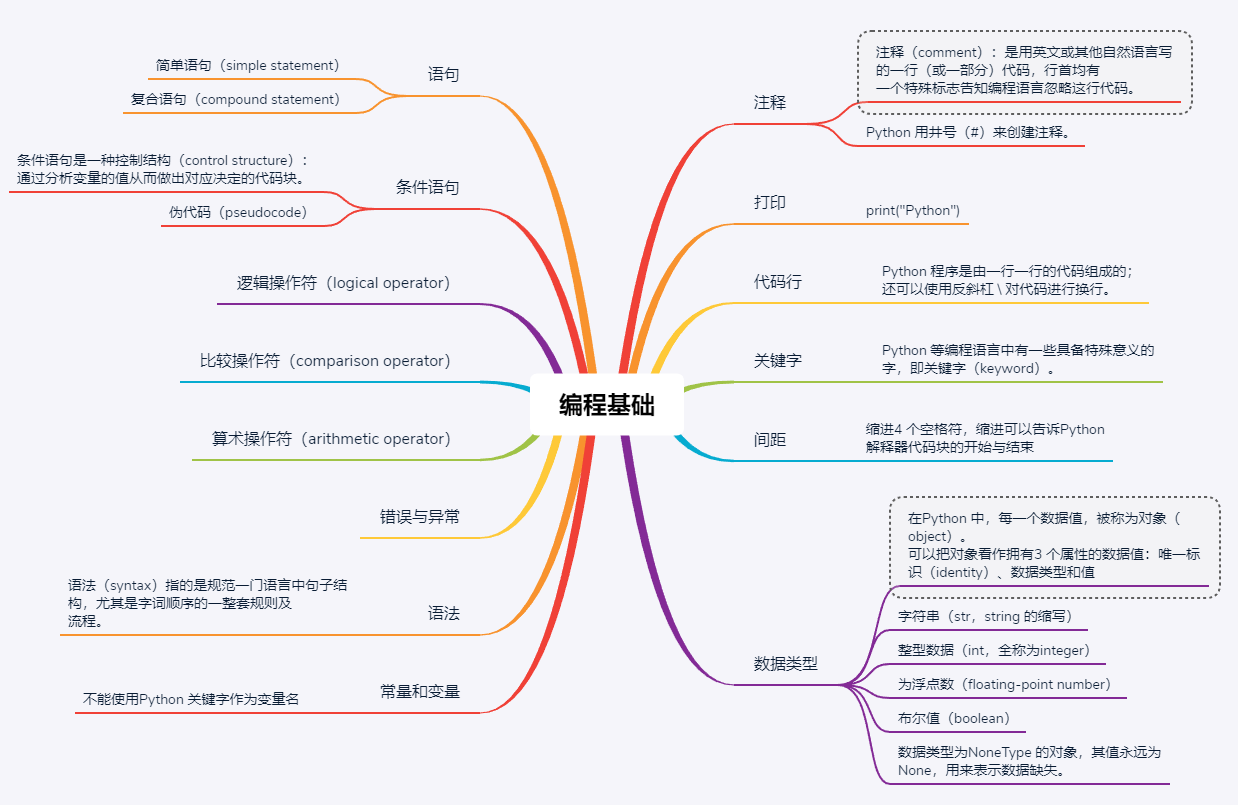 编程基础
注释
注释（comment）：是用英文或其他自然语言写
的一行（或一部分）代码，行首均有
一个特殊标志告知编程语言忽略这行代码。
Python 用井号（#）来创建注释。
打印
print("Python")
代码行
Python 程序是由一行一行的代码组成的；
还可以使用反斜杠 \ 对代码进行换行。
关键字
Python 等编程语言中有一些具备特殊意义的
字，即关键字（keyword）。
间距
缩进4 个空格符，缩进可以告诉Python
解释器代码块的开始与结束
数据类型
在Python 中，每一个数据值，被称为对象（
object）。
可以把对象看作拥有3 个属性的数据值：唯一标
识（identity）、数据类型和值
字符串（str，string 的缩写）
整型数据（int，全称为integer）
为浮点数（floating-point number）
布尔值（boolean）
数据类型为NoneType 的对象，其值永远为
None，用来表示数据缺失。
语句
简单语句（simple statement）
复合语句（compound statement）
条件语句
条件语句是一种控制结构（control structure）：
通过分析变量的值从而做出对应决定的代码块。
伪代码（pseudocode）
逻辑操作符（logical operator）
比较操作符（comparison operator）
算术操作符（arithmetic operator）
错误与异常
语法
语法（syntax）指的是规范一门语言中句子结
构，尤其是字词顺序的一整套规则及
流程。
常量和变量
不能使用Python 关键字作为变量名